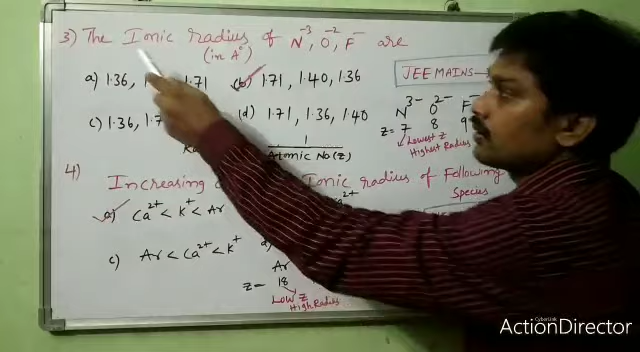 3) The Ionic radius of N⁻³, O⁻², F⁻ are
(in A°)
a) 1.36, 1.71
(b) 1.71, 1.40, 1.36
c) 1.36, 1.7
(d) 1.71, 1.36, 1.40
JEE MAINS
N³⁻ O²⁻ F⁻
Z= 7 8 9
Lowest Z
Highest Radius
1
Atomic No (Z)
4) Increasing Ionic radius of Following
Species
a) Ca²⁺ < K⁺ < Ar
c) Ar < Ca²⁺ < K⁺
Ar
Z- 18
Low Z
High Radius
CyberLink
ActionDirector